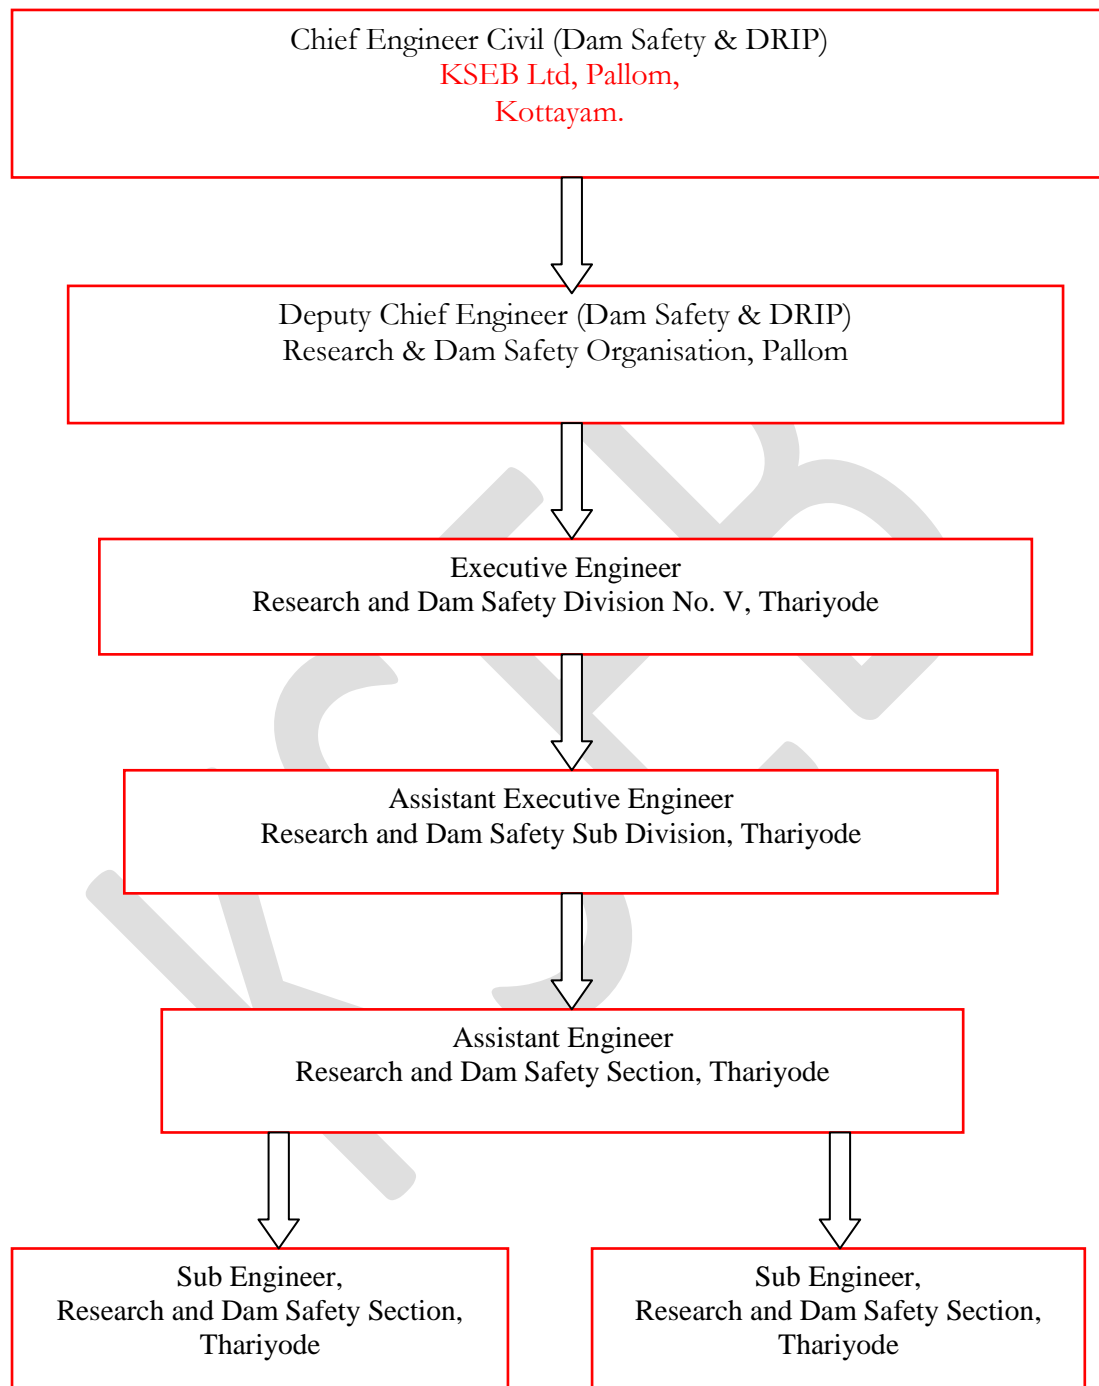 Chief Engineer Civil (Dam Safety & DRIP)
KSEB Ltd, Pallom,
Kottayam.
Deputy Chief Engineer (Dam Safety & DRIP)
Research & Dam Safety Organisation, Pallom
Executive Engineer
Research and Dam Safety Division No. V, Thariyode
Assistant Executive Engineer
Research and Dam Safety Sub Division, Thariyode
Assistant Engineer
Research and Dam Safety Section, Thariyode
Sub Engineer,
Research and Dam Safety Section,
Thariyode
Sub Engineer,
Research and Dam Safety Section,
Thariyode
KSEB